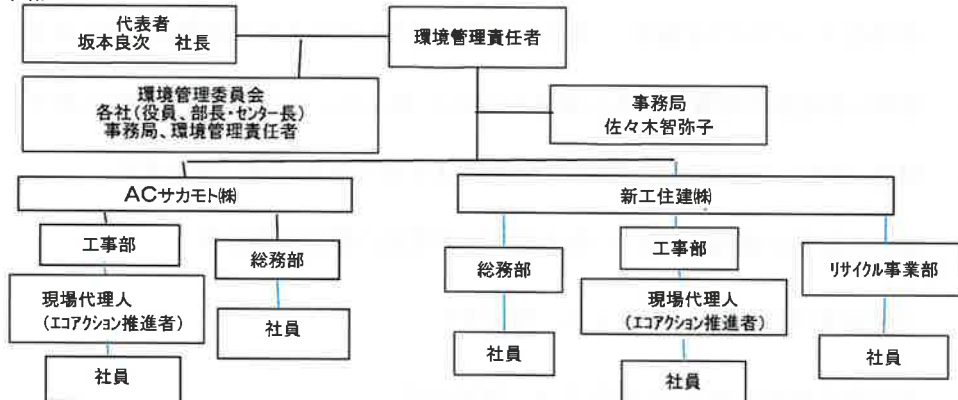 代表者
坂本良次 社長
環境管理責任者
環境管理委員会
各社(役員、部長・センター長)
事務局、環境管理責任者
事務局
佐々木智弥子
ACサカモト㈱
新工住建㈱
工事部
総務部
総務部
工事部
リサイクル事業部
現場代理人
(エコアクション推進者)
社員
現場代理人
(エコアクション推進者)
社員
社員
社員
社員